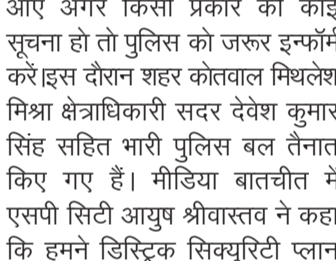 आए अगर किसी प्रकार की कोई
सूचना हो तो पुलिस को जरूर इन्फॉर्म
करें।इस दौरान शहर कोतवाल मिथलेश
मिश्रा क्षेत्राधिकारी सदर देवेश कुमार
सिंह सहित भारी पुलिस बल तैनात
किए गए हैं। मीडिया बातचीत में
एसपी सिटी आयुष श्रीवास्तव ने कहा
कि हमने डिस्ट्रिक सिक्युरिटी प्लान